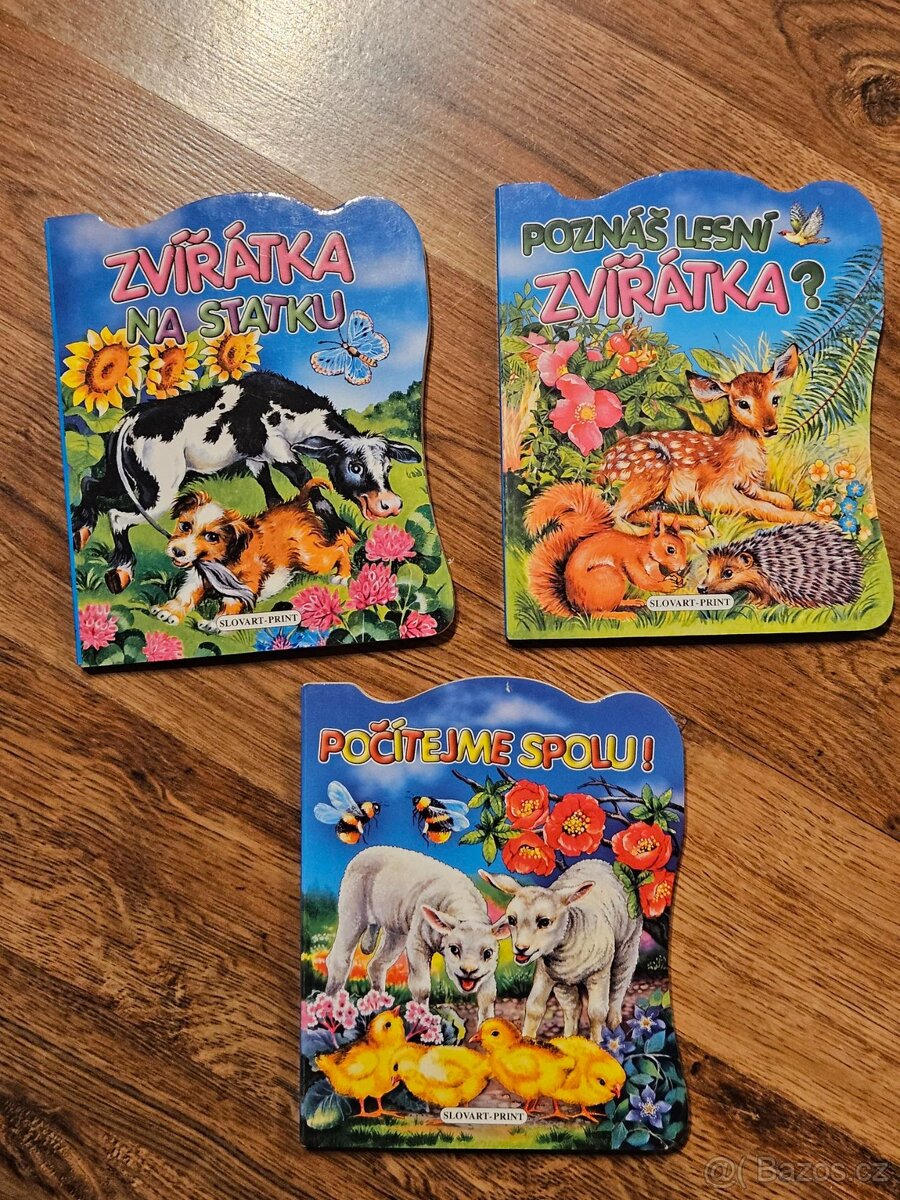 ZVÍŘÁTKA
NA STATKU
SLOVART-PRINT
POZNÁŠ LESNÍ
ZVÍŘÁTKA?
SLOVART-PRINT
POČÍTEJME SPOLU!
SLOVART-PRINT
Bazos.cz